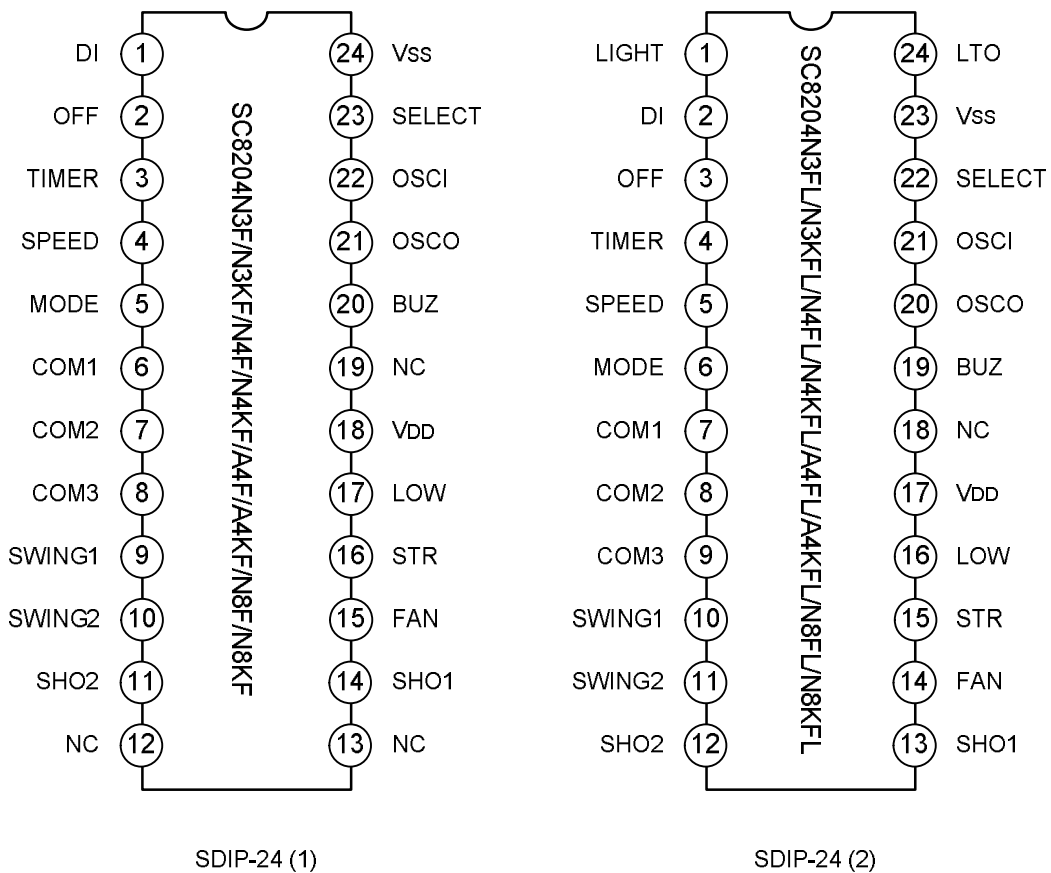 DI 1 24 VSS
OFF 2 23 SELECT
TIMER 3 22 OSCI
SPEED 4 21 OSCO
MODE 5 20 BUZ
COM1 6 19 NC
COM2 7 18 VDD
COM3 8 17 LOW
SWING1 9 16 STR
SWING2 10 15 FAN
SHO2 11 14 SHO1
NC 12 13 NC
SC8204N3F/N3KF/N4F/N4KF/A4F/A4KF/N8F/N8KF
SDIP-24 (1)
LIGHT 1 24 LTO
DI 2 23 VSS
OFF 3 22 SELECT
TIMER 4 21 OSCI
SPEED 5 20 OSCO
MODE 6 19 BUZ
COM1 7 18 NC
COM2 8 17 VDD
COM3 9 16 LOW
SWING1 10 15 STR
SWING2 11 14 FAN
SHO2 12 13 SHO1
SC8204N3FL/N3KFL/N4FL/N4KFL/A4FL/A4KFL/N8FL/N8KFL
SDIP-24 (2)